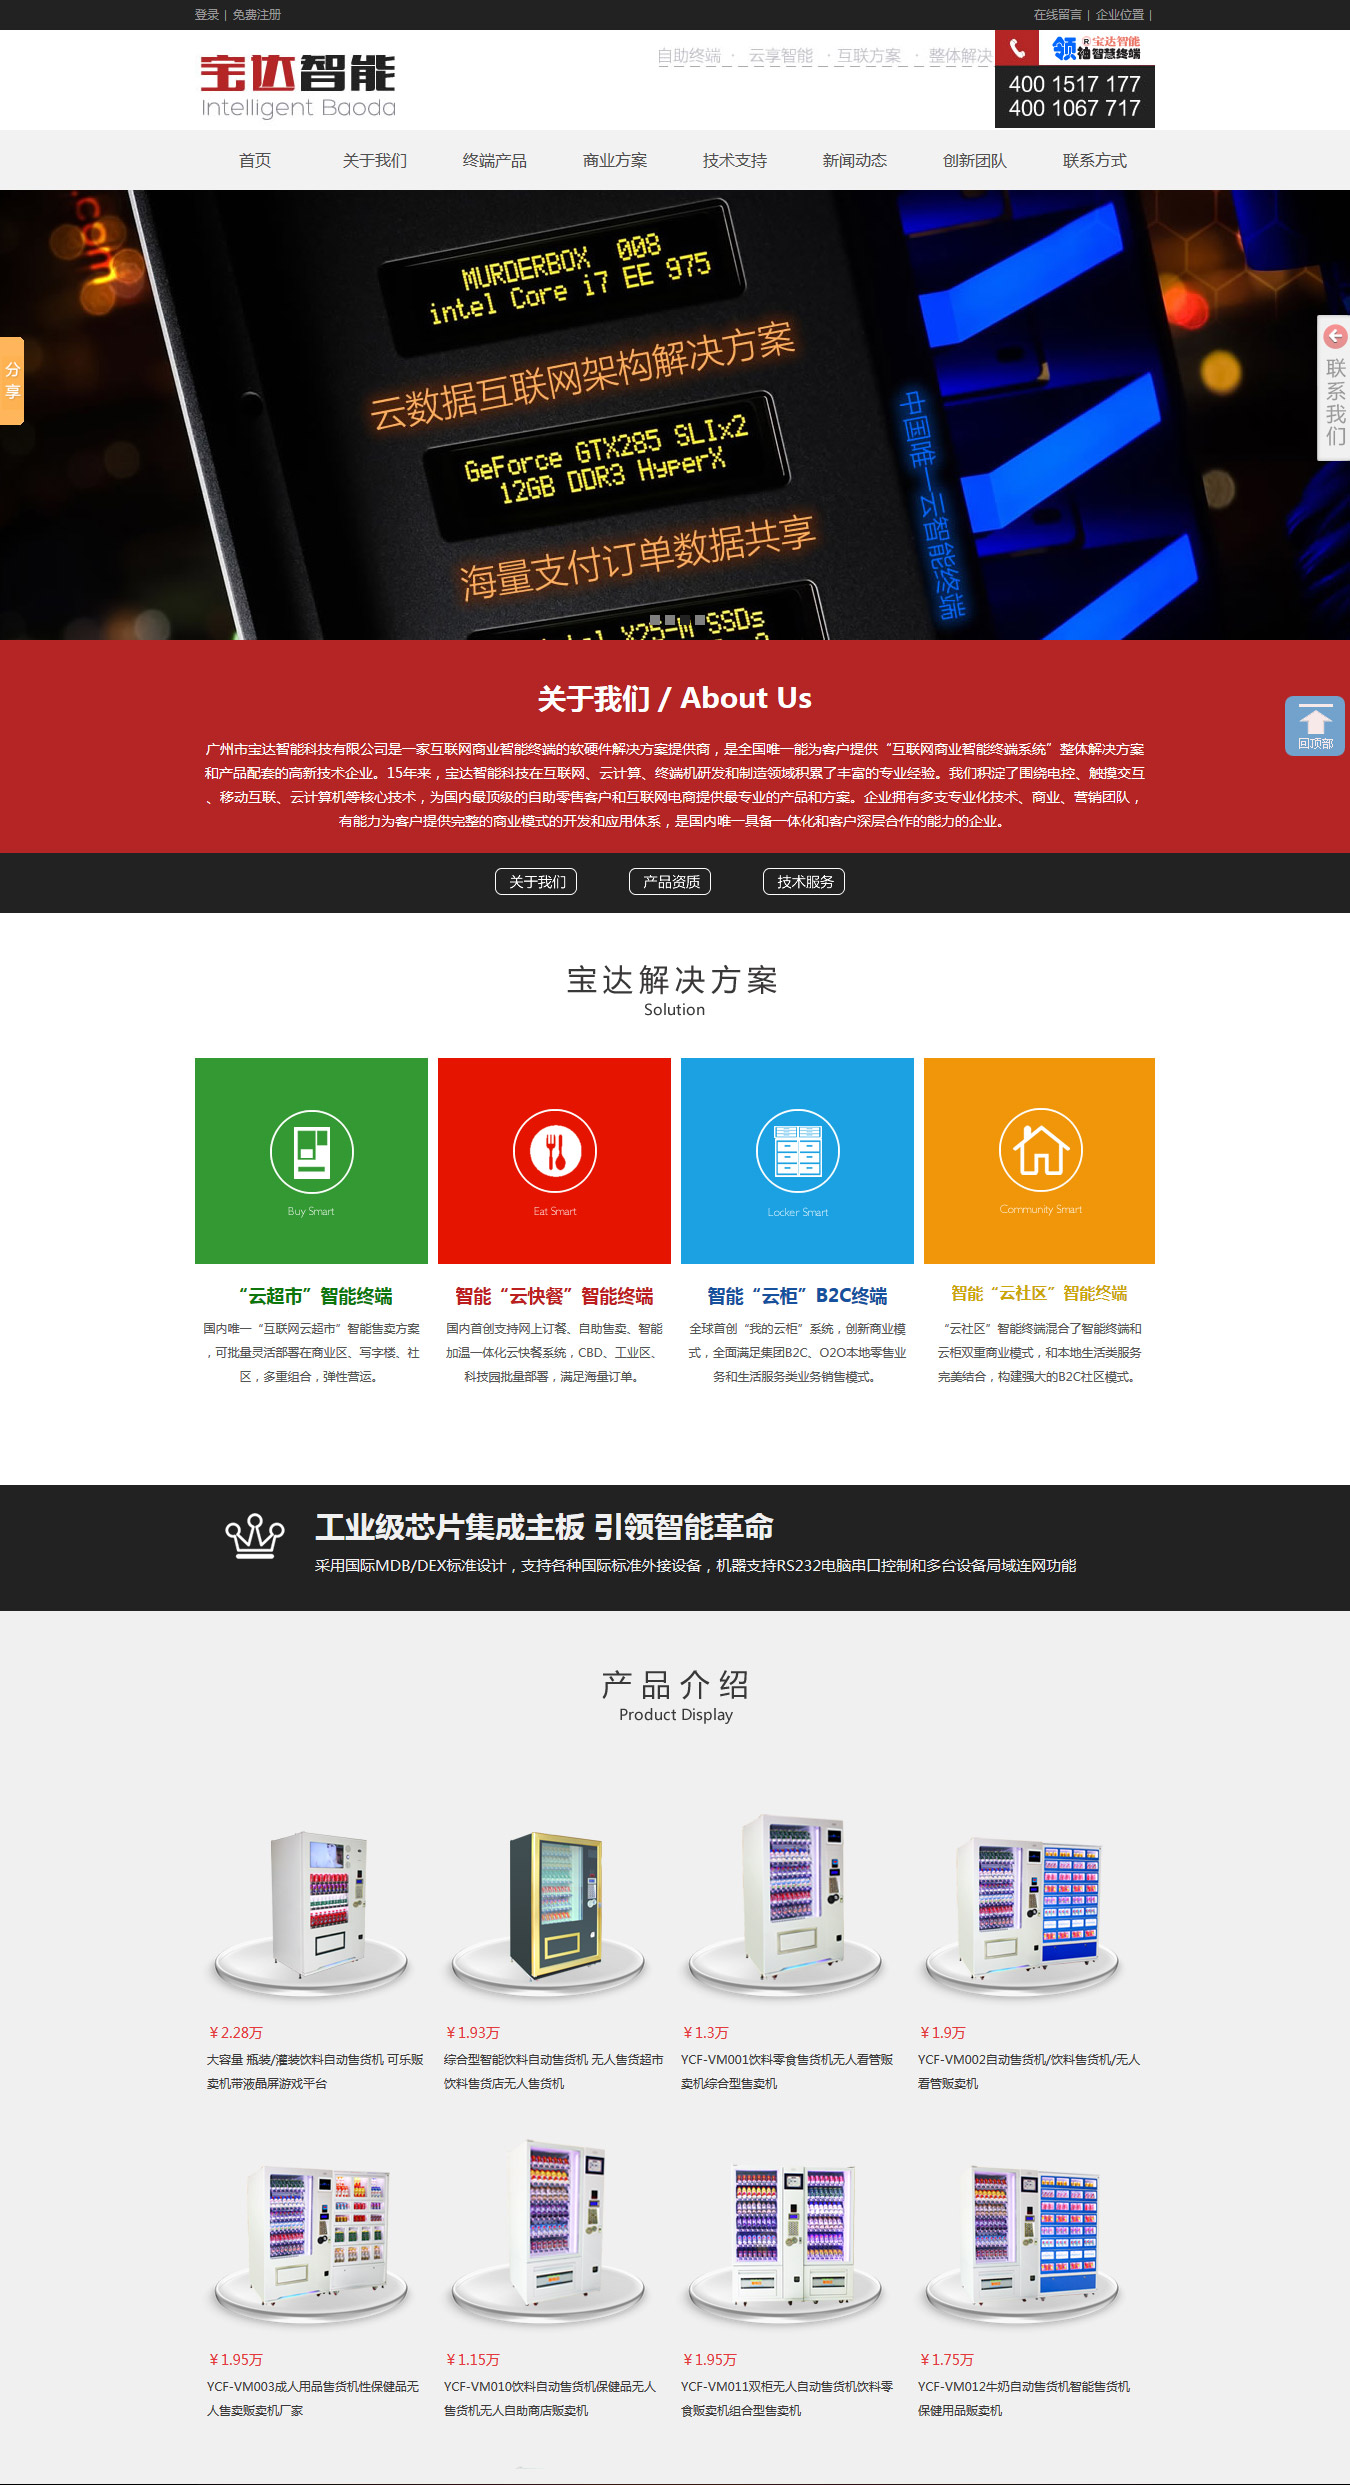 登录 | 免费注册
在线留言 | 企业位置 |
宝达智能
Intelligent Baoda
自助终端 · 云享智能 · 互联方案 · 整体解决
领袖 ®宝达智能
智慧终端
400 1517 177
400 1067 717
首页 关于我们 终端产品 商业方案 技术支持 新闻动态 创新团队 联系方式
.com
MURDERBOX 008
intel Core i7 EE 975
云数据互联网架构解决方案
GeForce GTX285 SLIx2
12GB DDR3 HyperX
海量支付订单数据共享
中国唯一云智能终端
分享
联系我们
关于我们 / About Us
回顶部
广州市宝达智能科技有限公司是一家互联网商业智能终端的软硬件解决方案提供商，是全国唯一能为客户提供“互联网商业智能终端系统”整体解决方案
和产品配套的高新技术企业。15年来，宝达智能科技在互联网、云计算、终端机研发和制造领域积累了丰富的专业经验。我们积淀了围绕电控、触摸交互
、移动互联、云计算机等核心技术，为国内最顶级的自助零售客户和互联网电商提供最专业的产品和方案。企业拥有多支专业化技术、商业、营销团队，
有能力为客户提供完整的商业模式的开发和应用体系，是国内唯一具备一体化和客户深层合作的能力的企业。
关于我们 产品资质 技术服务
宝达解决方案
Solution
Buy Smart
Eat Smart
Locker Smart
Community Smart
“云超市”智能终端
国内唯一“互联网云超市”智能售卖方案
，可批量灵活部署在商业区、写字楼、社
区，多重组合，弹性营运。
智能“云快餐”智能终端
国内首创支持网上订餐、自助售卖、智能
加温一体化云快餐系统，CBD、工业区、
科技园批量部署，满足海量订单。
智能“云柜”B2C终端
全球首创“我的云柜”系统，创新商业模
式，全面满足集团B2C、O2O本地零售业
务和生活服务类业务销售模式。
智能“云社区”智能终端
“云社区”智能终端混合了智能终端和
云柜双重商业模式，和本地生活类服务
完美结合，构建强大的B2C社区模式。
工业级芯片集成主板 引领智能革命
采用国际MDB/DEX标准设计，支持各种国际标准外接设备，机器支持RS232电脑串口控制和多台设备局域连网功能
产品介绍
Product Display
￥2.28万
大容量 瓶装/灌装饮料自动售货机 可乐贩
卖机带液晶屏游戏平台
￥1.93万
综合型智能饮料自动售货机 无人售货超市
饮料售货店无人售货机
￥1.3万
YCF-VM001饮料零食售货机无人看管贩
卖机综合型售卖机
￥1.9万
YCF-VM002自动售货机/饮料售货机/无人
看管贩卖机
￥1.95万
YCF-VM003成人用品售货机性保健品无
人售卖贩卖机厂家
￥1.15万
YCF-VM010饮料自动售货机保健品无人
售货机无人自助商店贩卖机
￥1.95万
YCF-VM011双柜无人自动售货机饮料零
食贩卖机组合型售卖机
￥1.75万
YCF-VM012牛奶自动售货机智能售货机
保健用品贩卖机